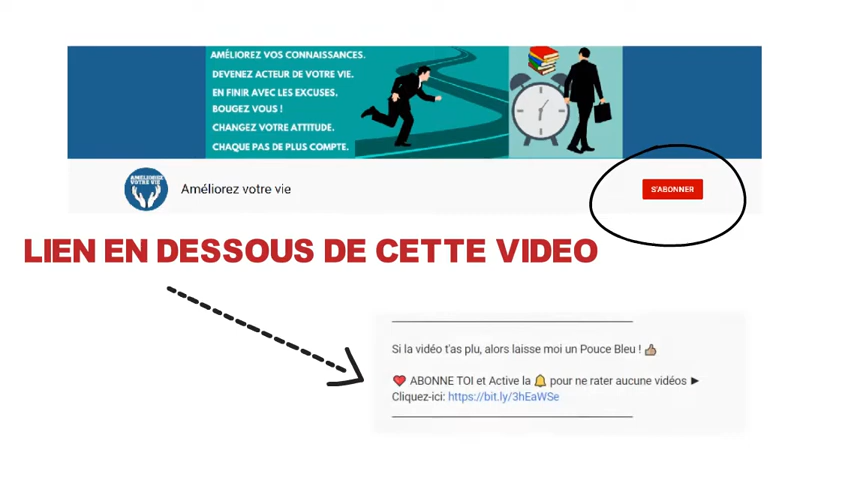 AMÉLIOREZ VOS CONNAISSANCES.
DEVENEZ ACTEUR DE VOTRE VIE.
EN FINIR AVEC LES EXCUSES.
BOUGEZ VOUS !
CHANGEZ VOTRE ATTITUDE.
CHAQUE PAS DE PLUS COMPTE.
AMÉLIOREZ
VOTRE VIE
Améliorez votre vie
S'ABONNER
LIEN EN DESSOUS DE CETTE VIDEO
Si la vidéo t'as plu, alors laisse moi un Pouce Bleu ! 👍🏽
❤️ ABONNE TOI et Active la 🔔 pour ne rater aucune vidéos ►
Cliquez-ici: https://bit.ly/3hEaWSe